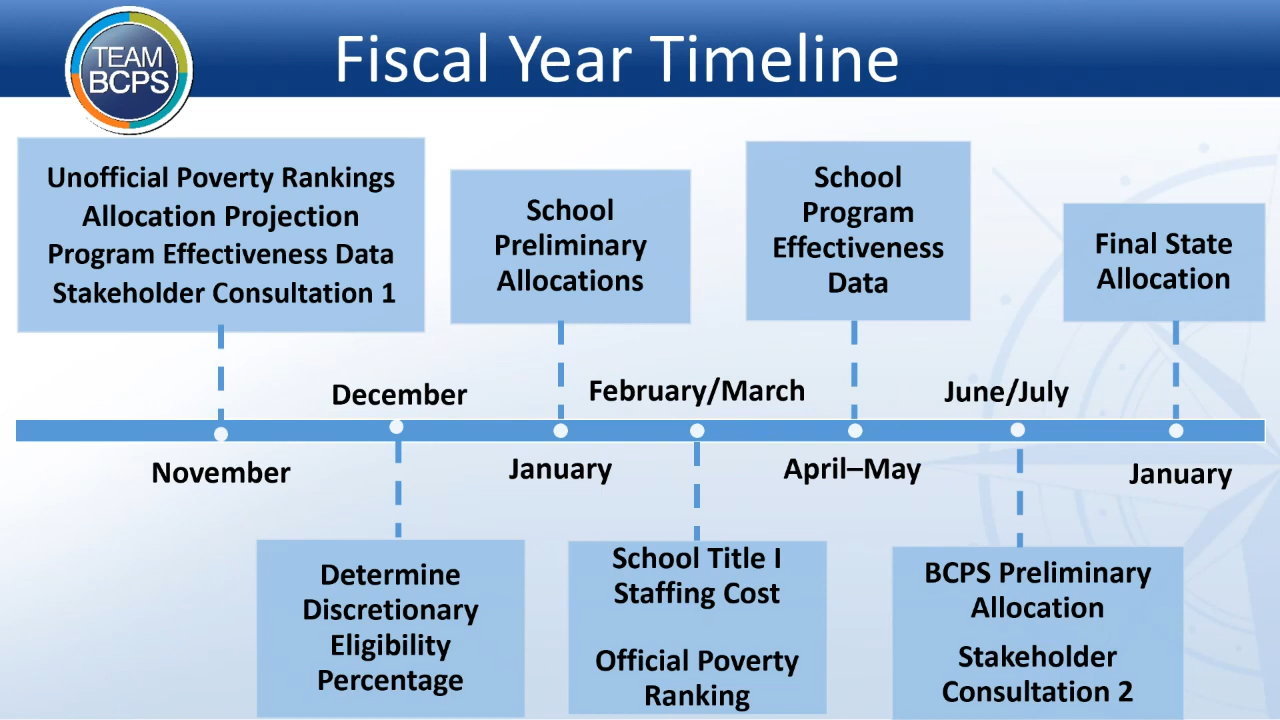 TEAM
BCPS
Fiscal Year Timeline
Unofficial Poverty Rankings
Allocation Projection
Program Effectiveness Data
Stakeholder Consultation 1
School
Preliminary
Allocations
School
Program
Effectiveness
Data
Final State
Allocation
December
February/March
June/July
November
January
April–May
January
Determine
Discretionary
Eligibility
Percentage
School Title I
Staffing Cost
Official Poverty
Ranking
BCPS Preliminary
Allocation
Stakeholder
Consultation 2